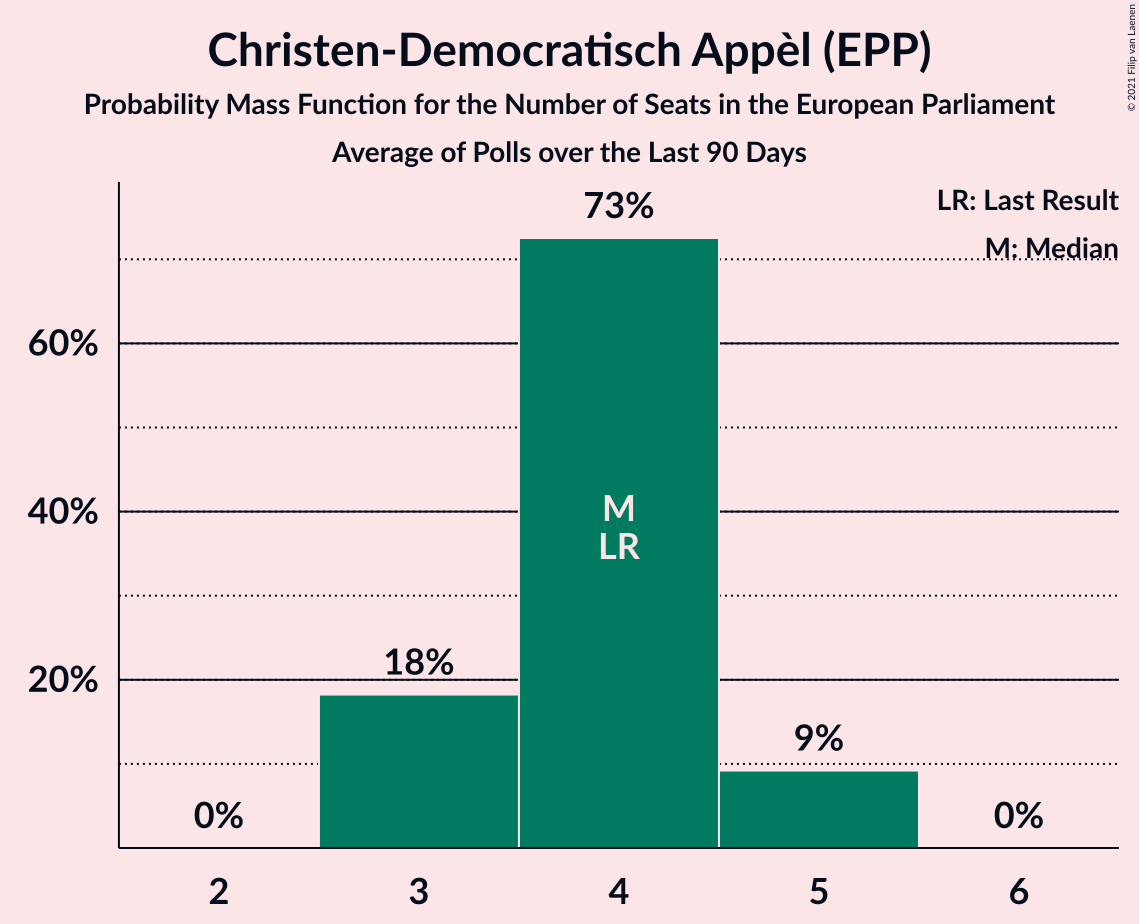 Christen-Democratisch Appèl (EPP)
Probability Mass Function for the Number of Seats in the European Parliament
Average of Polls over the Last 90 Days
© 2021 Filip van Laenen
LR: Last Result
M: Median
73%
60%
40%
20%
M
LR
18%
9%
0%
0%
2
3
4
5
6